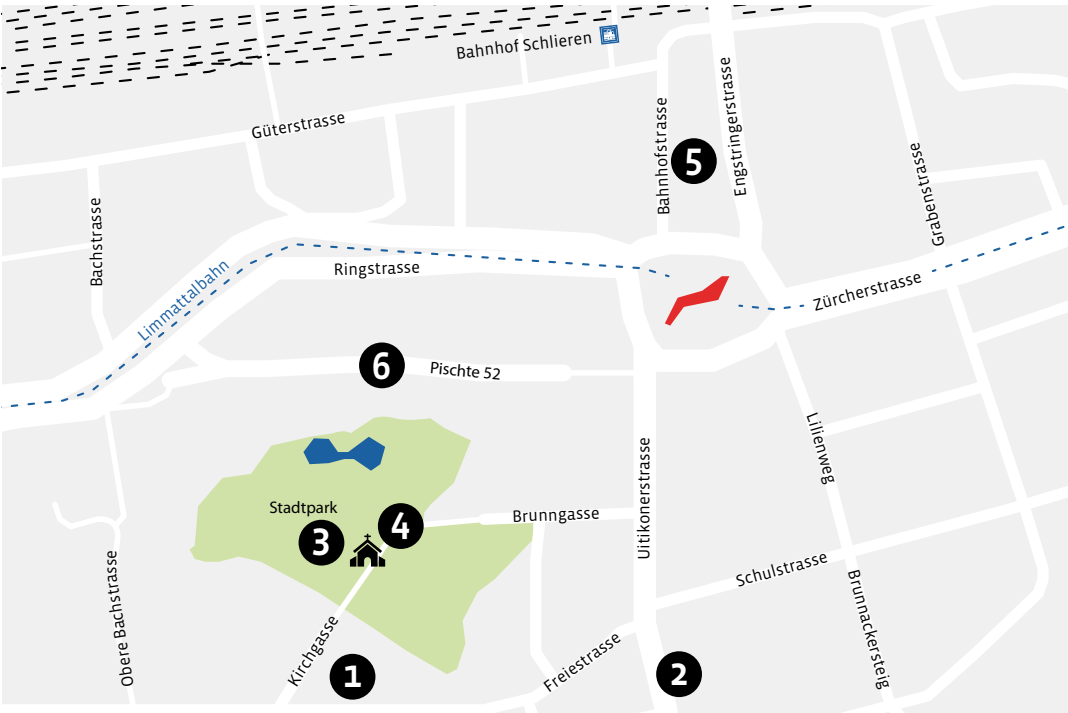 Bahnhof Schlieren
Güterstrasse
Bahnhofstrasse
Engstringerstrasse
5
Grabenstrasse
Bachstrasse
Limmattalbahn
Ringstrasse
Zürcherstrasse
6
Pischte 52
Lilienweg
Uitikonerstrasse
Stadtpark
4
Brunngasse
3
Schulstrasse
Obere Bachstrasse
Kirchgasse
Brunnackersteig
Freiestrasse
1
2